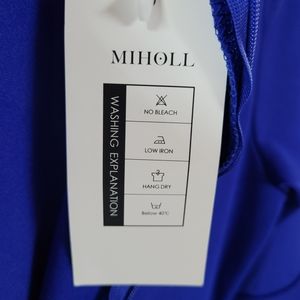 MIHOLL
WASHING EXPLANATION
NO BLEACH
LOW IRON
HANG DRY
Below 40°C